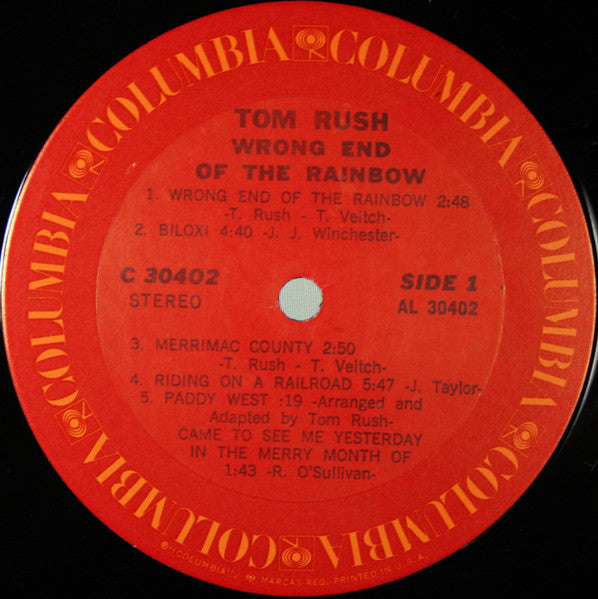 COLUMBIA COLUMBIA COLUMBIA COLUMBIA COLUMBIA COLUMBIA
TOM RUSH
WRONG END
OF THE RAINBOW
1. WRONG END OF THE RAINBOW 2:48
-T. Rush - T. Veitch-
2. BILOXI 4:40 -J. J. Winchester-
C 30402
STEREO
SIDE 1
AL 30402
3. MERRIMAC COUNTY 2:50
-T. Rush - T. Veitch-
4. RIDING ON A RAILROAD 5:47 -J. Taylor-
5. PADDY WEST :19 -Arranged and
Adapted by Tom Rush-
CAME TO SEE ME YESTERDAY
IN THE MERRY MONTH OF
1:43 -R. O'Sullivan-
® "COLUMBIA", MARCAS REG. PRINTED IN U.S.A.